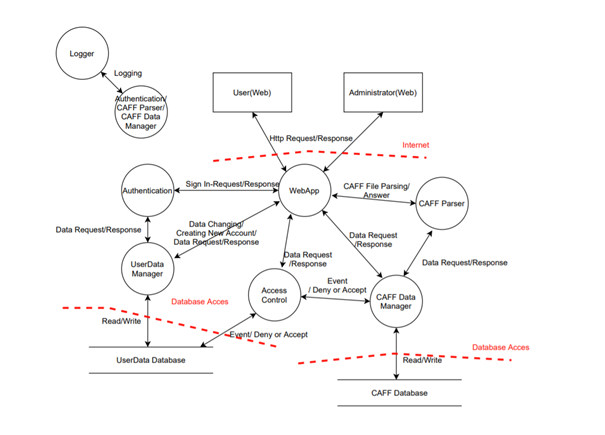 Logger
Logging
Authentication/
CAFF Parser/
CAFF Data
Manager
User(Web)
Administrator(Web)
Http Request/Response
Internet
Authentication
Sign In-Request/Response
WebApp
CAFF File Parsing/
Answer
CAFF Parser
Data Request/Response
Data Changing/
Creating New Account/
Data Request/Response
Data Request
/Response
Data Request
/Response
Data Request/Response
UserData
Manager
Access
Control
Event
/ Deny or Accept
CAFF Data
Manager
Database Acces
Read/Write
Event/ Deny or Accept
UserData Database
Database Acces
Read/Write
CAFF Database